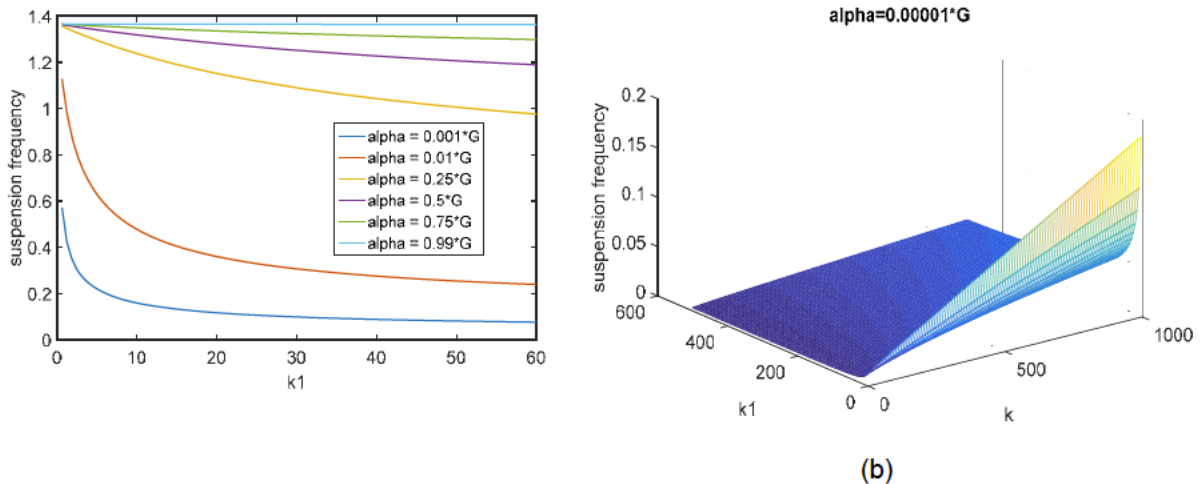 1.4
1.2
1
0.8
0.6
0.4
0.2
0
suspension frequency
0 10 20 30 40 50 60
k1
alpha = 0.001*G
alpha = 0.01*G
alpha = 0.25*G
alpha = 0.5*G
alpha = 0.75*G
alpha = 0.99*G
alpha=0.00001*G
0.2
0.15
0.1
0.05
0
suspension frequency
600
400
200
0
k1
0
500
1000
k
(b)